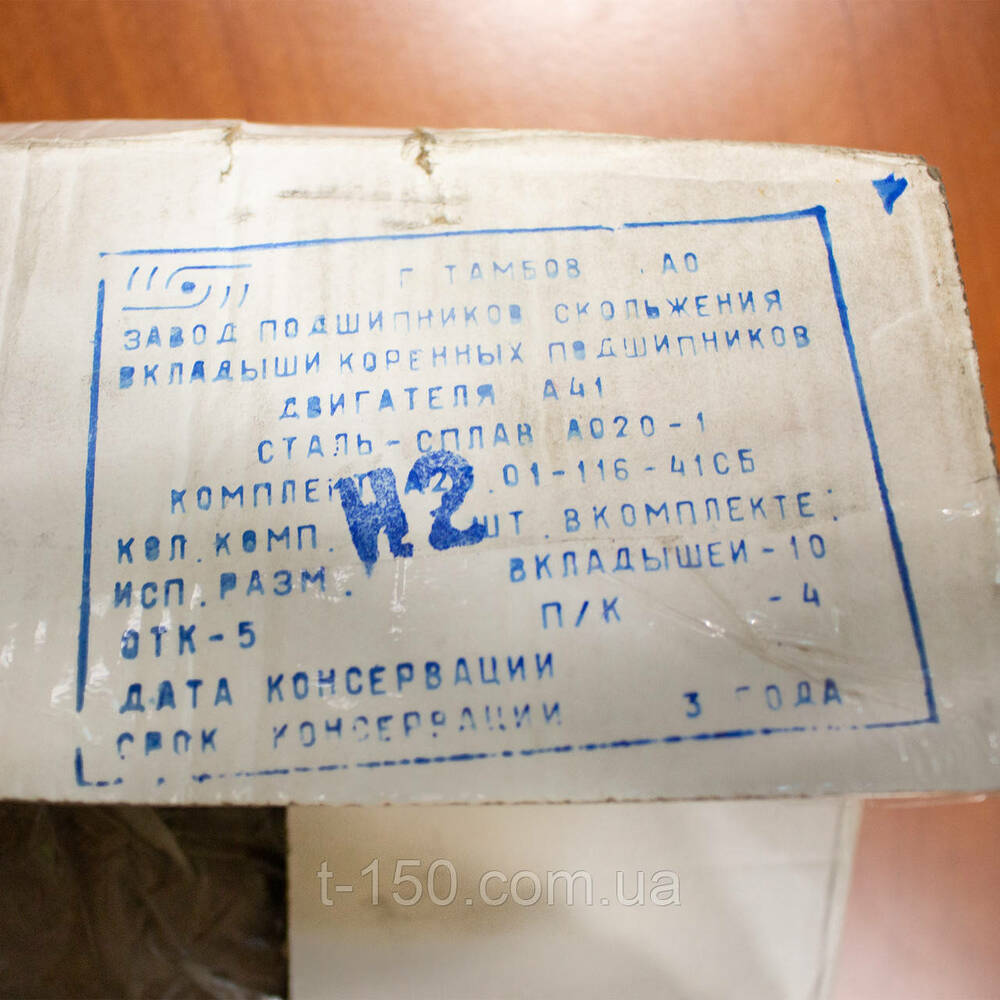 Г ТАМБОВ АО
ЗАВОД ПОДШИПНИКОВ СКОЛЬЖЕНИЯ
ВКЛАДЫШИ КОРЕННЫХ ПОДШИПНИКОВ
ДВИГАТЕЛЯ А41
СТАЛЬ-СПЛАВ АО20-1
КОМПЛЕКТ .01-116-41СБ
Н2
КОЛ. КОМП. ШТ. В КОМПЛЕКТЕ:
ИСП. РАЗМ. ВКЛАДЫШЕЙ-10
ОТК-5 П/К -4
ДАТА КОНСЕРВАЦИИ
СРОК КОНСЕРВАЦИИ 3 ГОДА
t-150.com.ua